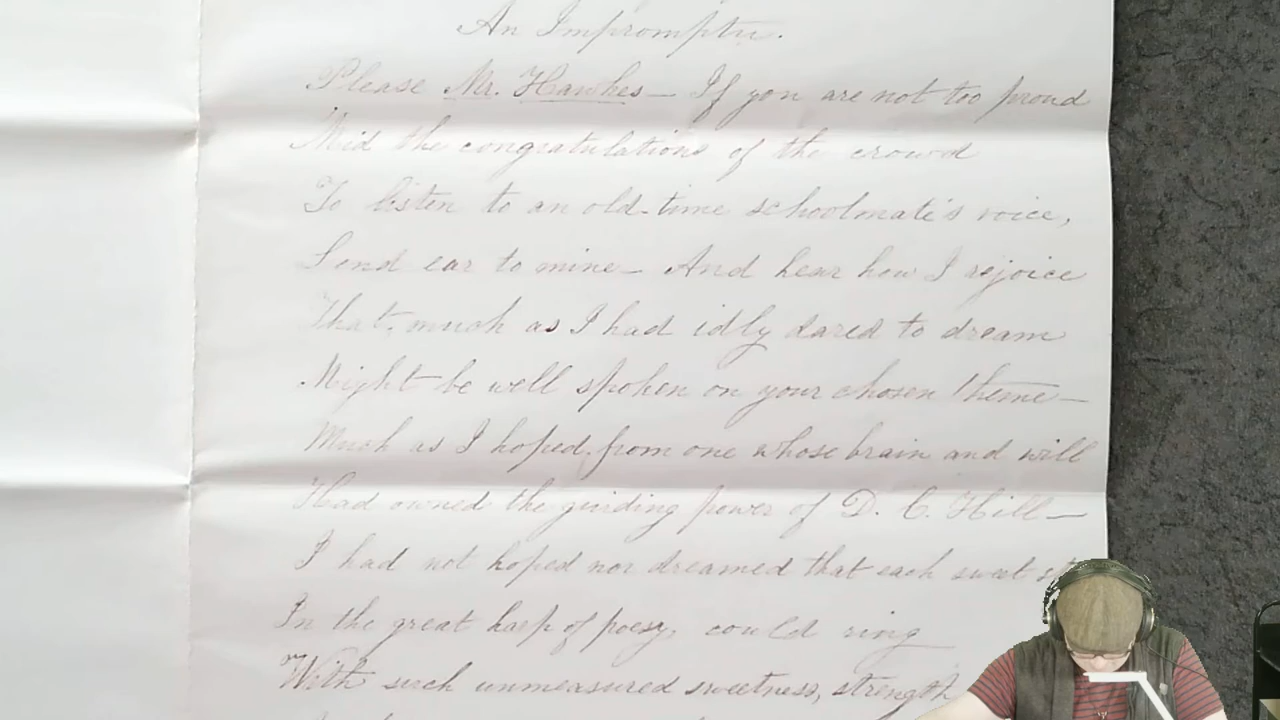 An Impromptu.
Please Mr. Hawkes — If you are not too proud
Mid the congratulations of the crowd
To listen to an old-time schoolmate's voice,
Lend ear to mine — And hear how I rejoice
That, much as I had idly dared to dream
Might be well spoken on your chosen theme —
Much as I hoped, from one whose brain and will
Had owned the guiding power of D. C. Hill —
I had not hoped nor dreamed that each sweet
In the great harp of poesy, could ring
With such unmeasured sweetness, strength